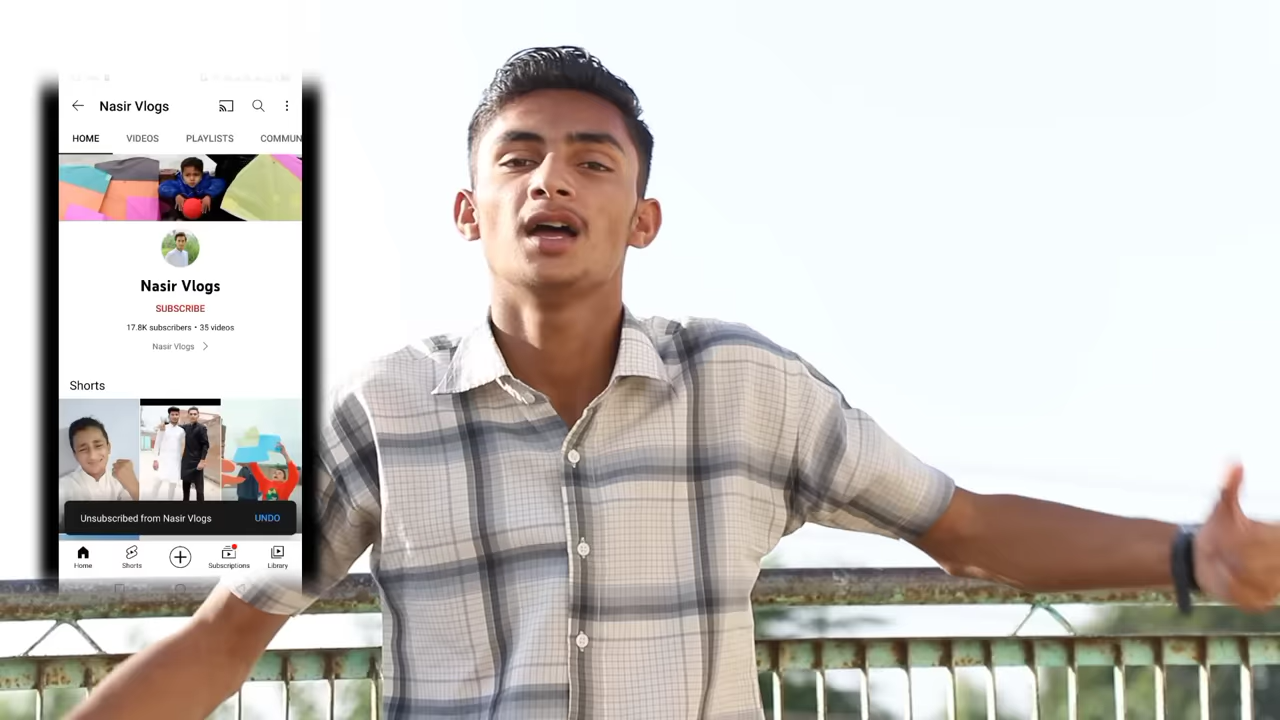 Nasir Vlogs
HOME VIDEOS PLAYLISTS COMMUN
Nasir Vlogs
SUBSCRIBE
17.8K subscribers • 35 videos
Nasir Vlogs
Shorts
Unsubscribed from Nasir Vlogs UNDO
Home Shorts Subscriptions Library